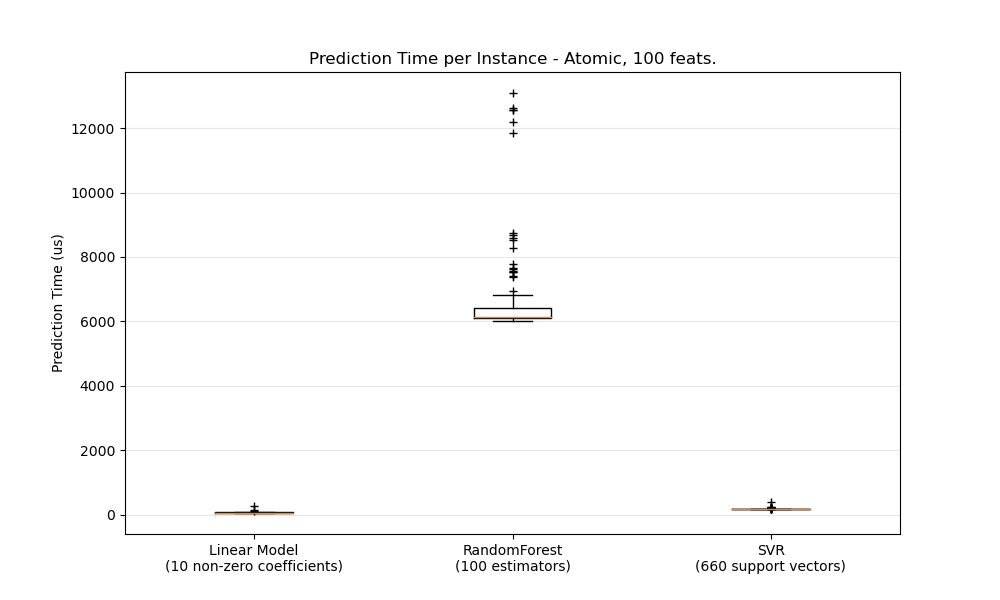 Prediction Time per Instance - Atomic, 100 feats.
Prediction Time (us)
12000
10000
8000
6000
4000
2000
0
Linear Model
(10 non-zero coefficients)
RandomForest
(100 estimators)
SVR
(660 support vectors)